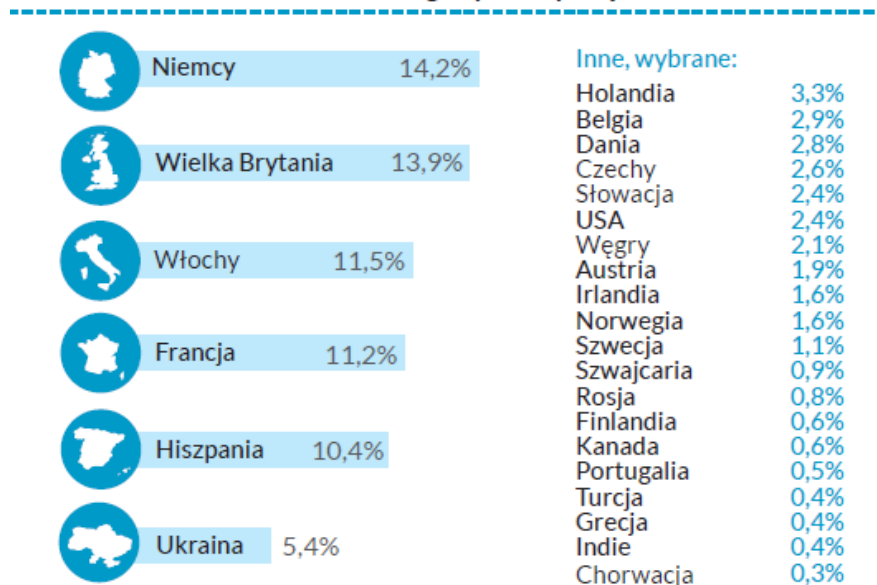 Niemcy 14,2%
Wielka Brytania 13,9%
Włochy 11,5%
Francja 11,2%
Hiszpania 10,4%
Ukraina 5,4%
Inne, wybrane:
Holandia 3,3%
Belgia 2,9%
Dania 2,8%
Czechy 2,6%
Słowacja 2,4%
USA 2,4%
Węgry 2,1%
Austria 1,9%
Irlandia 1,6%
Norwegia 1,6%
Szwecja 1,1%
Szwajcaria 0,9%
Rosja 0,8%
Finlandia 0,6%
Kanada 0,6%
Portugalia 0,5%
Turcja 0,4%
Grecja 0,4%
Indie 0,4%
Chorwacja 0,3%